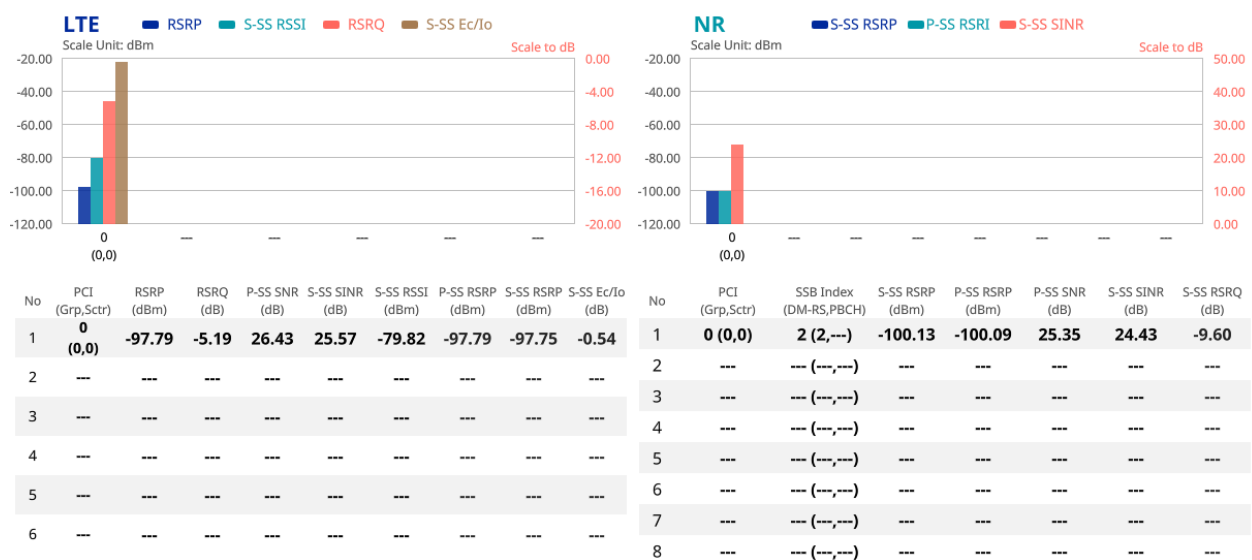 LTE RSRP S-SS RSSI RSRQ S-SS Ec/Io
Scale Unit: dBm Scale to dB
-20.00 0.00
-40.00 -4.00
-60.00 -8.00
-80.00 -12.00
-100.00 -16.00
-120.00 -20.00
0 --- --- --- --- ---
(0,0)
No PCI (Grp,Sctr) RSRP (dBm) RSRQ (dB) P-SS SNR (dB) S-SS SINR (dB) S-SS RSSI (dBm) P-SS RSRP (dBm) S-SS RSRP (dBm) S-SS Ec/Io (dB)
1 0 (0,0) -97.79 -5.19 26.43 25.57 -79.82 -97.79 -97.75 -0.54
2 --- --- --- --- --- --- --- --- ---
3 --- --- --- --- --- --- --- --- ---
4 --- --- --- --- --- --- --- --- ---
5 --- --- --- --- --- --- --- --- ---
6 --- --- --- --- --- --- --- --- ---
NR S-SS RSRP P-SS RSRI S-SS SINR
Scale Unit: dBm Scale to dB
-20.00 50.00
-40.00 40.00
-60.00 30.00
-80.00 20.00
-100.00 10.00
-120.00 0.00
0 --- --- --- --- --- --- ---
(0,0)
No PCI (Grp,Sctr) SSB Index (DM-RS,PBCH) S-SS RSRP (dBm) P-SS RSRP (dBm) P-SS SNR (dB) S-SS SINR (dB) S-SS RSRQ (dB)
1 0 (0,0) 2 (2,---) -100.13 -100.09 25.35 24.43 -9.60
2 --- --- (---,---) --- --- --- --- ---
3 --- --- (---,---) --- --- --- --- ---
4 --- --- (---,---) --- --- --- --- ---
5 --- --- (---,---) --- --- --- --- ---
6 --- --- (---,---) --- --- --- --- ---
7 --- --- (---,---) --- --- --- --- ---
8 --- --- (---,---) --- --- --- --- ---